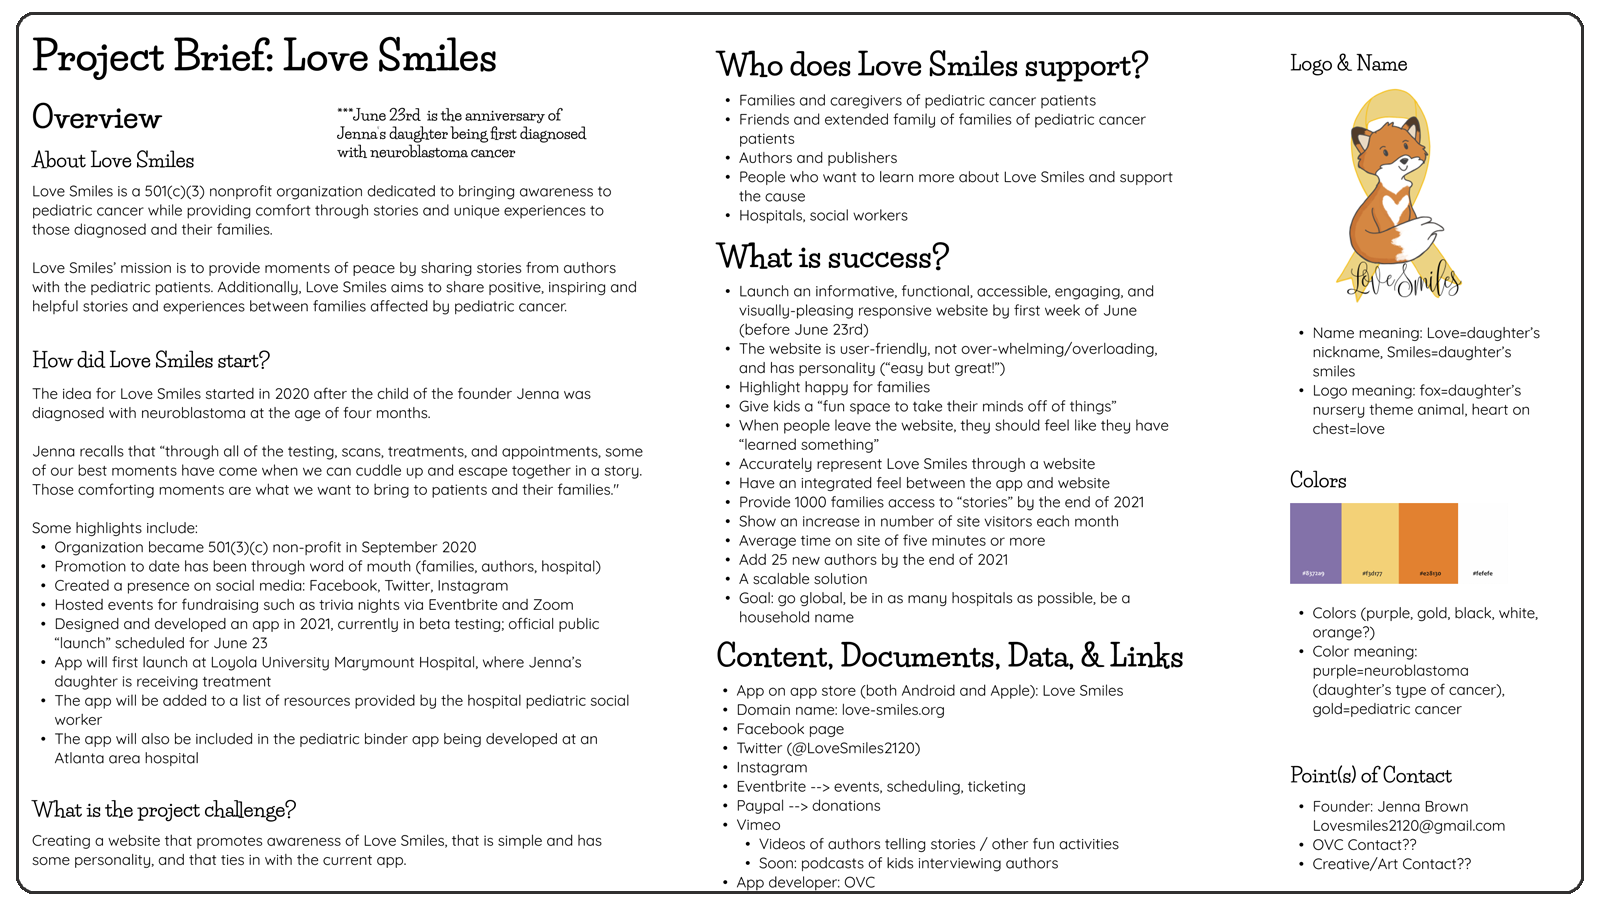 Project Brief: Love Smiles
Overview
***June 23rd is the anniversary of
Jenna's daughter being first diagnosed
with neuroblastoma cancer
About Love Smiles
Love Smiles is a 501(c)(3) nonprofit organization dedicated to bringing awareness to
pediatric cancer while providing comfort through stories and unique experiences to
those diagnosed and their families.
Love Smiles’ mission is to provide moments of peace by sharing stories from authors
with the pediatric patients. Additionally, Love Smiles aims to share positive, inspiring and
helpful stories and experiences between families affected by pediatric cancer.
How did Love Smiles start?
The idea for Love Smiles started in 2020 after the child of the founder Jenna was
diagnosed with neuroblastoma at the age of four months.
Jenna recalls that “through all of the testing, scans, treatments, and appointments, some
of our best moments have come when we can cuddle up and escape together in a story.
Those comforting moments are what we want to bring to patients and their families."
Some highlights include:
• Organization became 501(3)(c) non-profit in September 2020
• Promotion to date has been through word of mouth (families, authors, hospital)
• Created a presence on social media: Facebook, Twitter, Instagram
• Hosted events for fundraising such as trivia nights via Eventbrite and Zoom
• Designed and developed an app in 2021, currently in beta testing; official public
“launch” scheduled for June 23
• App will first launch at Loyola University Marymount Hospital, where Jenna’s
daughter is receiving treatment
• The app will be added to a list of resources provided by the hospital pediatric social
worker
• The app will also be included in the pediatric binder app being developed at an
Atlanta area hospital
What is the project challenge?
Creating a website that promotes awareness of Love Smiles, that is simple and has
some personality, and that ties in with the current app.
Who does Love Smiles support?
• Families and caregivers of pediatric cancer patients
• Friends and extended family of families of pediatric cancer
patients
• Authors and publishers
• People who want to learn more about Love Smiles and support
the cause
• Hospitals, social workers
What is success?
• Launch an informative, functional, accessible, engaging, and
visually-pleasing responsive website by first week of June
(before June 23rd)
• The website is user-friendly, not over-whelming/overloading,
and has personality (“easy but great!”)
• Highlight happy for families
• Give kids a “fun space to take their minds off of things”
• When people leave the website, they should feel like they have
“learned something”
• Accurately represent Love Smiles through a website
• Have an integrated feel between the app and website
• Provide 1000 families access to “stories” by the end of 2021
• Show an increase in number of site visitors each month
• Average time on site of five minutes or more
• Add 25 new authors by the end of 2021
• A scalable solution
• Goal: go global, be in as many hospitals as possible, be a
household name
Content, Documents, Data, & Links
• App on app store (both Android and Apple): Love Smiles
• Domain name: love-smiles.org
• Facebook page
• Twitter (@LoveSmiles2120)
• Instagram
• Eventbrite --> events, scheduling, ticketing
• Paypal --> donations
• Vimeo
• Videos of authors telling stories / other fun activities
• Soon: podcasts of kids interviewing authors
• App developer: OVC
Logo & Name
Love Smiles
• Name meaning: Love=daughter’s
nickname, Smiles=daughter’s
smiles
• Logo meaning: fox=daughter’s
nursery theme animal, heart on
chest=love
Colors
#8372a9 #f3d177 #e28130 #fefefe
• Colors (purple, gold, black, white,
orange?)
• Color meaning:
purple=neuroblastoma
(daughter’s type of cancer),
gold=pediatric cancer
Point(s) of Contact
• Founder: Jenna Brown
Lovesmiles2120@gmail.com
• OVC Contact??
• Creative/Art Contact??